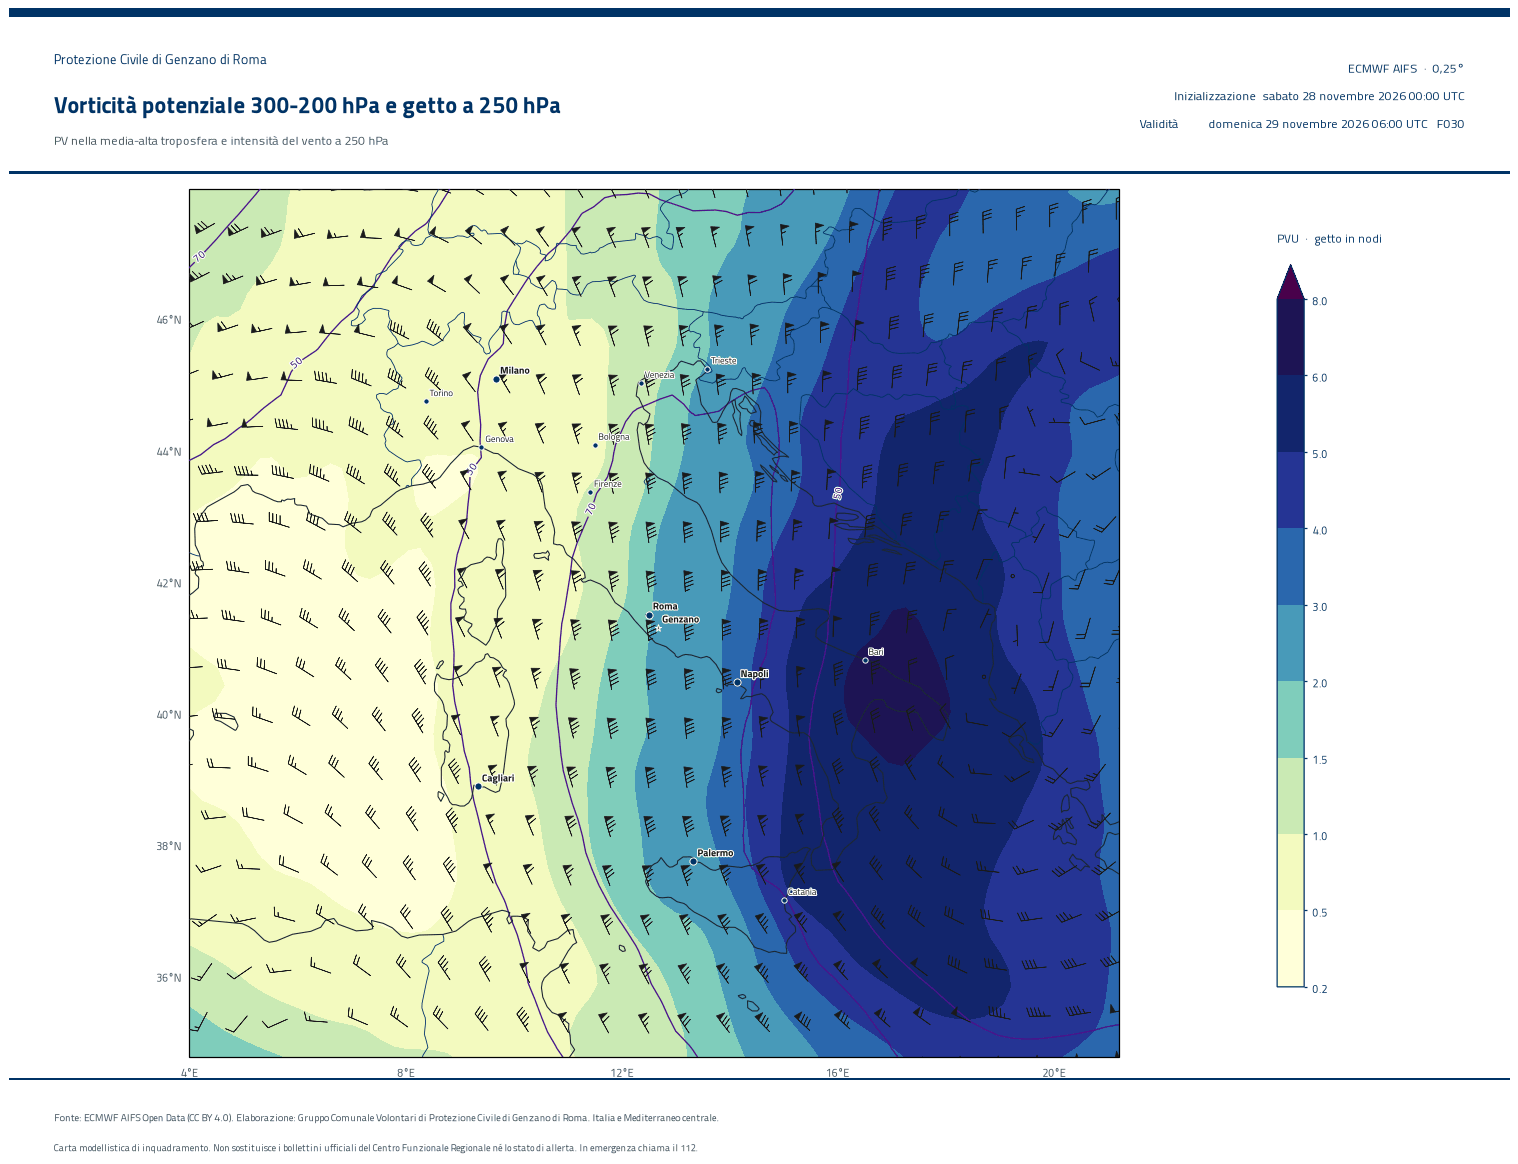 Protezione Civile di Genzano di Roma
Vorticità potenziale 300-200 hPa e getto a 250 hPa
PV nella media-alta troposfera e intensità del vento a 250 hPa
ECMWF AIFS · 0,25°
Inizializzazione sabato 28 novembre 2026 00:00 UTC
Validità domenica 29 novembre 2026 06:00 UTC F030
PVU · getto in nodi
8.0
6.0
5.0
4.0
3.0
2.0
1.5
1.0
0.5
0.2
46°N
44°N
42°N
40°N
38°N
36°N
4°E
8°E
12°E
16°E
20°E
70
50
50
70
50
Trieste
Venezia
Milano
Torino
Genova
Bologna
Firenze
Roma
Genzano
Bari
Napoli
Cagliari
Palermo
Catania
Fonte: ECMWF AIFS Open Data (CC BY 4.0). Elaborazione: Gruppo Comunale Volontari di Protezione Civile di Genzano di Roma. Italia e Mediterraneo centrale.
Carta modellistica di inquadramento. Non sostituisce i bollettini ufficiali del Centro Funzionale Regionale né lo stato di allerta. In emergenza chiama il 112.